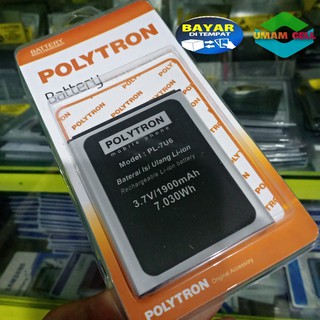 BAYAR
DI TEMPAT
UMAM CELL
BATTERY
POLYTRON
Battery
POLYTRON
mobile phone
Model : PL-7U6
Baterai Isi Ulang Li-ion
Rechargeable Li-ion battery
3.7V/1900mAh
7.030Wh
POLYTRON
Original Accessory